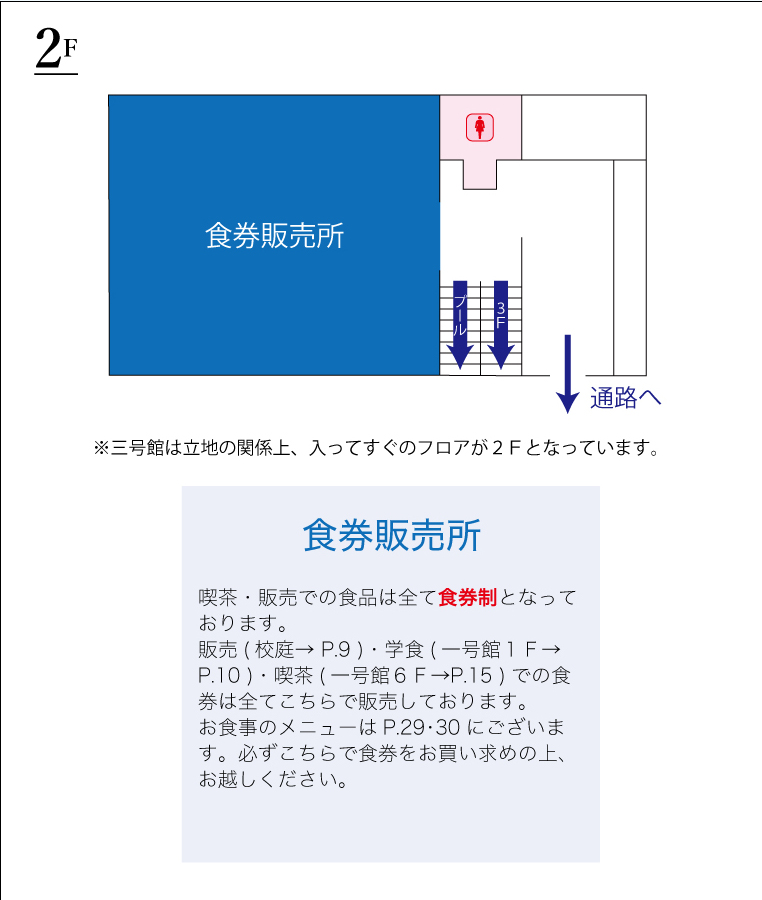 2F
食券販売所
プール
3F
通路へ
※三号館は立地の関係上、入ってすぐのフロアが２Ｆとなっています。
食券販売所
喫茶・販売での食品は全て食券制となって
おります。
販売 ( 校庭→ P.9 )・学食 ( 一号館１Ｆ→
P.10 )・喫茶 ( 一号館６Ｆ→P.15 ) での食
券は全てこちらで販売しております。
お食事のメニューは P.29･30 にございま
す。必ずこちらで食券をお買い求めの上、
お越しください。